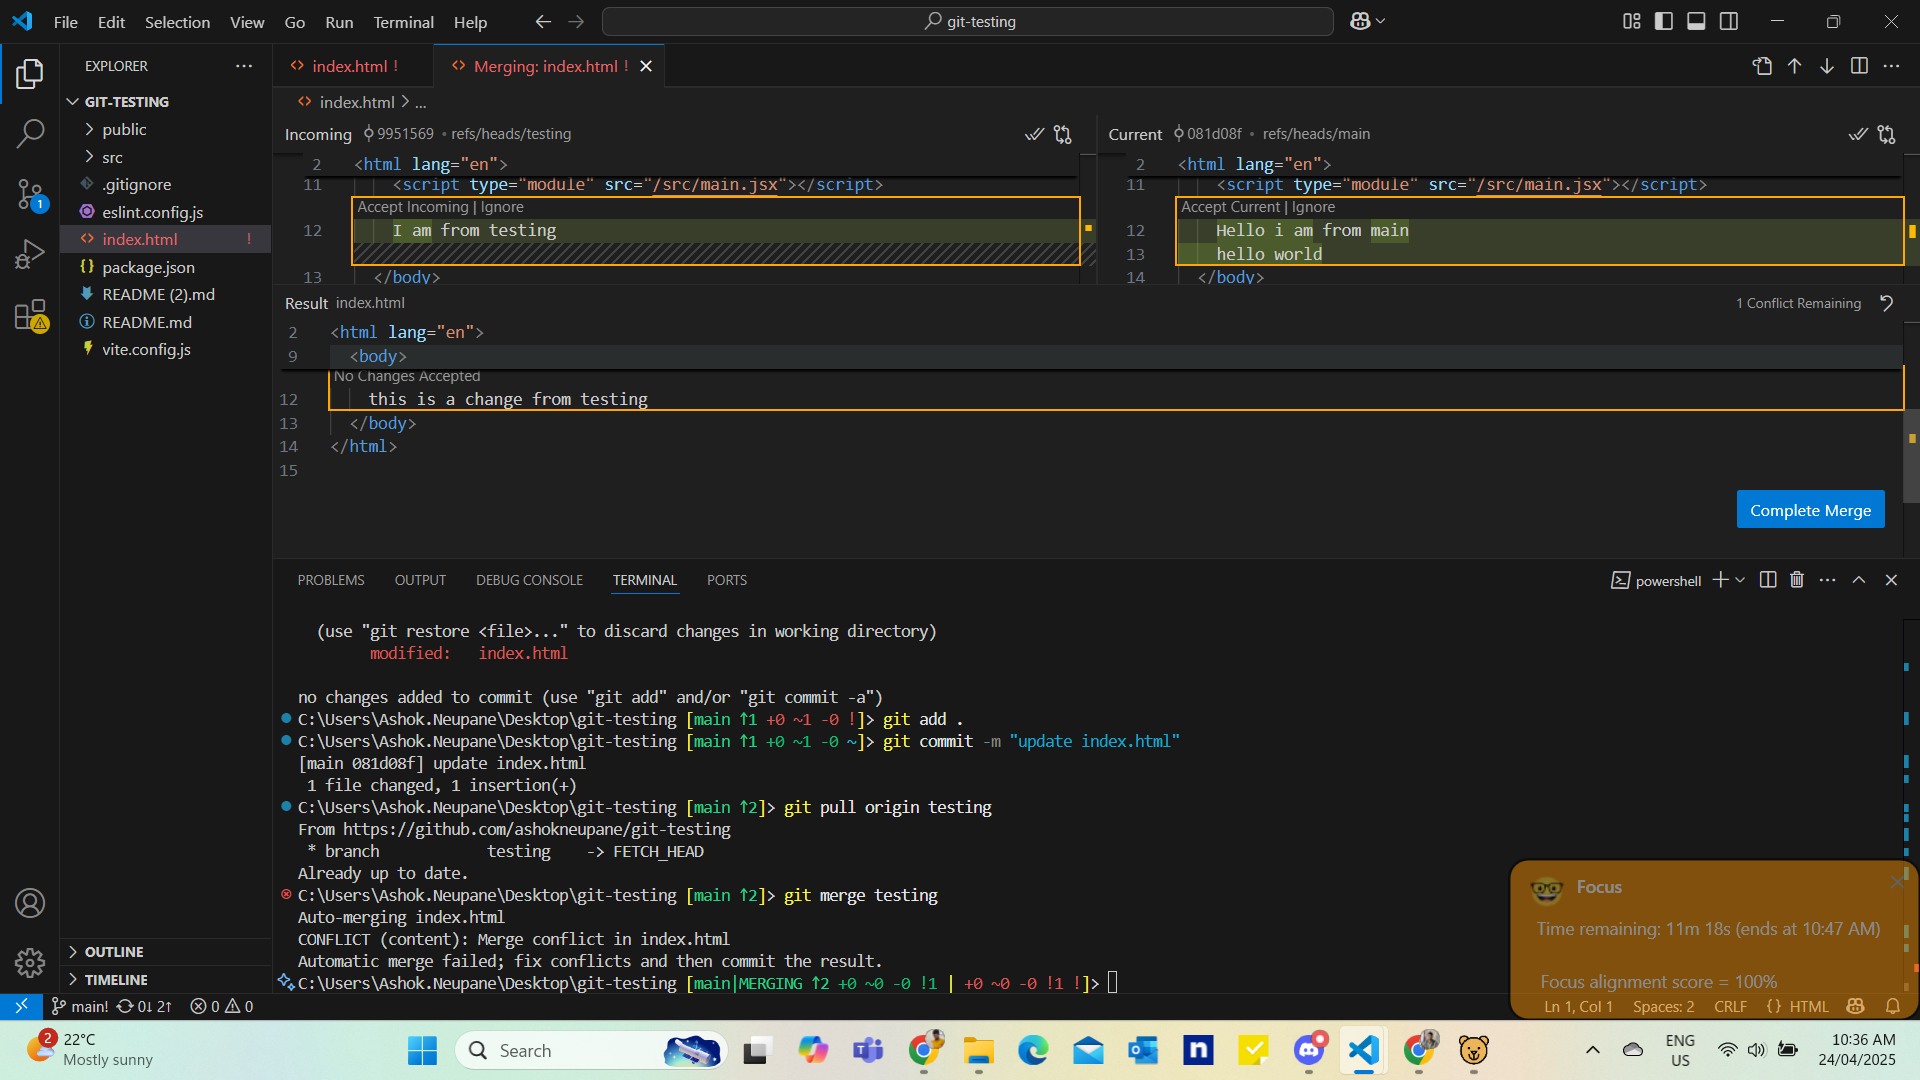 File Edit Selection View Go Run Terminal Help
git-testing
EXPLORER
GIT-TESTING
public
src
.gitignore
eslint.config.js
index.html !
package.json
README (2).md
README.md
vite.config.js
OUTLINE
TIMELINE
1
index.html !
Merging: index.html !
index.html > ...
Incoming 9951569 • refs/heads/testing
2 <html lang="en">
11 <script type="module" src="/src/main.jsx"></script>
Accept Incoming | Ignore
12 I am from testing
13 </body>
Current 081d08f • refs/heads/main
2 <html lang="en">
11 <script type="module" src="/src/main.jsx"></script>
Accept Current | Ignore
12 Hello i am from main
13 hello world
14 </body>
Result index.html
1 Conflict Remaining
2 <html lang="en">
9 <body>
No Changes Accepted
12 this is a change from testing
13 </body>
14 </html>
15
Complete Merge
PROBLEMS OUTPUT DEBUG CONSOLE TERMINAL PORTS
powershell
(use "git restore <file>..." to discard changes in working directory)
modified: index.html
no changes added to commit (use "git add" and/or "git commit -a")
C:\Users\Ashok.Neupane\Desktop\git-testing [main ↑1 +0 ~1 -0 !]> git add .
C:\Users\Ashok.Neupane\Desktop\git-testing [main ↑1 +0 ~1 -0 ~]> git commit -m "update index.html"
[main 081d08f] update index.html
1 file changed, 1 insertion(+)
C:\Users\Ashok.Neupane\Desktop\git-testing [main ↑2]> git pull origin testing
From https://github.com/ashokneupane/git-testing
* branch testing -> FETCH_HEAD
Already up to date.
C:\Users\Ashok.Neupane\Desktop\git-testing [main ↑2]> git merge testing
Auto-merging index.html
CONFLICT (content): Merge conflict in index.html
Automatic merge failed; fix conflicts and then commit the result.
C:\Users\Ashok.Neupane\Desktop\git-testing [main|MERGING ↑2 +0 ~0 -0 !1 | +0 ~0 -0 !1 !]>
Focus
Time remaining: 11m 18s (ends at 10:47 AM)
Focus alignment score = 100%
main! 0↓ 2↑ 0 0
Ln 1, Col 1 Spaces: 2 CRLF {} HTML
2
22°C
Mostly sunny
Search
n
ENG
US
10:36 AM
24/04/2025